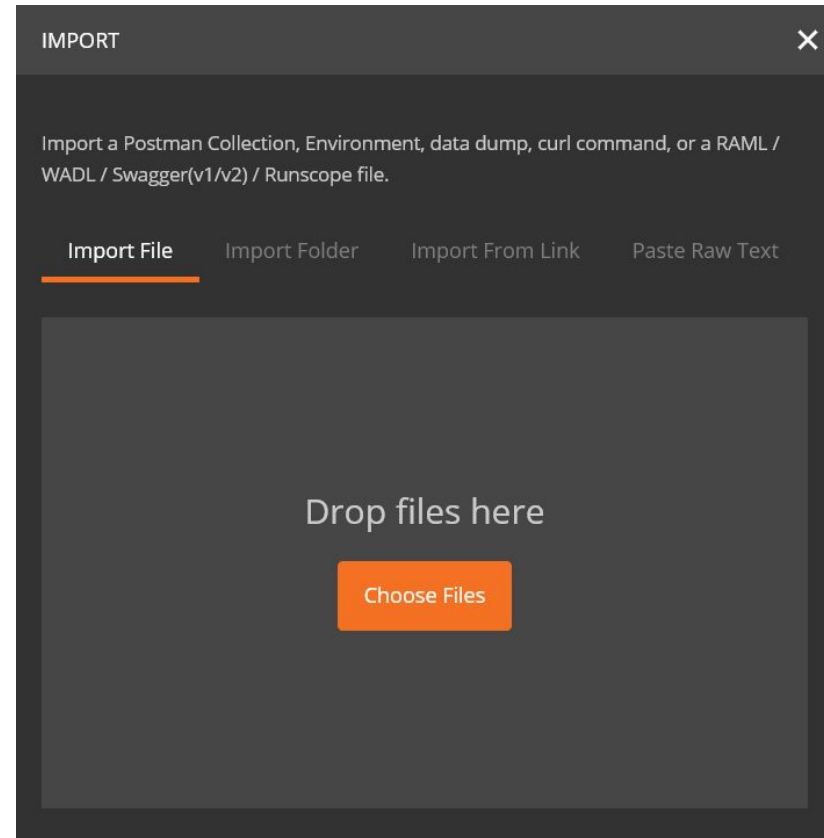 IMPORT
Import a Postman Collection, Environment, data dump, curl command, or a RAML /
WADL / Swagger(v1/v2) / Runscope file.
Import File Import Folder Import From Link Paste Raw Text
Drop files here
Choose Files